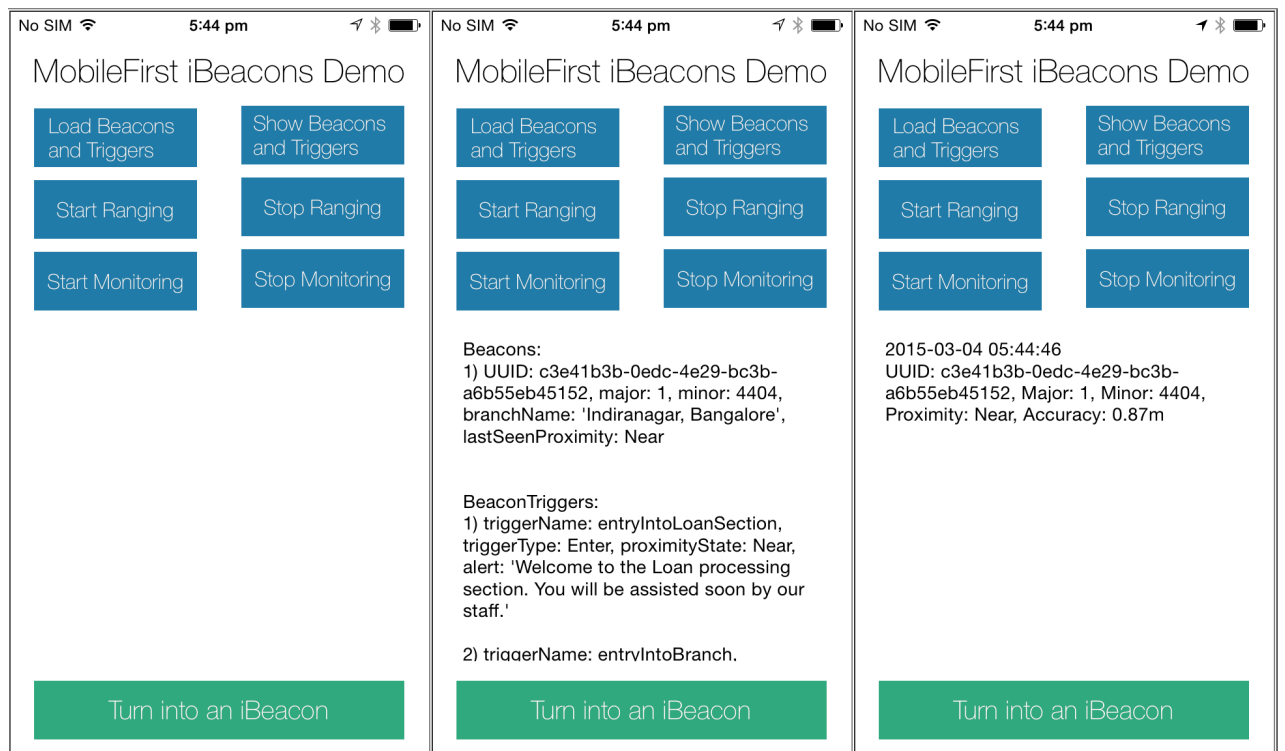 No SIM 5:44 pm
MobileFirst iBeacons Demo
Load Beacons
and Triggers
Show Beacons
and Triggers
Start Ranging
Stop Ranging
Start Monitoring
Stop Monitoring
Turn into an iBeacon
No SIM 5:44 pm
MobileFirst iBeacons Demo
Load Beacons
and Triggers
Show Beacons
and Triggers
Start Ranging
Stop Ranging
Start Monitoring
Stop Monitoring
Beacons:
1) UUID: c3e41b3b-0edc-4e29-bc3b-
a6b55eb45152, major: 1, minor: 4404,
branchName: 'Indiranagar, Bangalore',
lastSeenProximity: Near
BeaconTriggers:
1) triggerName: entryIntoLoanSection,
triggerType: Enter, proximityState: Near,
alert: 'Welcome to the Loan processing
section. You will be assisted soon by our
staff.'
2) triggerName: entryIntoBranch,
Turn into an iBeacon
No SIM 5:44 pm
MobileFirst iBeacons Demo
Load Beacons
and Triggers
Show Beacons
and Triggers
Start Ranging
Stop Ranging
Start Monitoring
Stop Monitoring
2015-03-04 05:44:46
UUID: c3e41b3b-0edc-4e29-bc3b-
a6b55eb45152, Major: 1, Minor: 4404,
Proximity: Near, Accuracy: 0.87m
Turn into an iBeacon